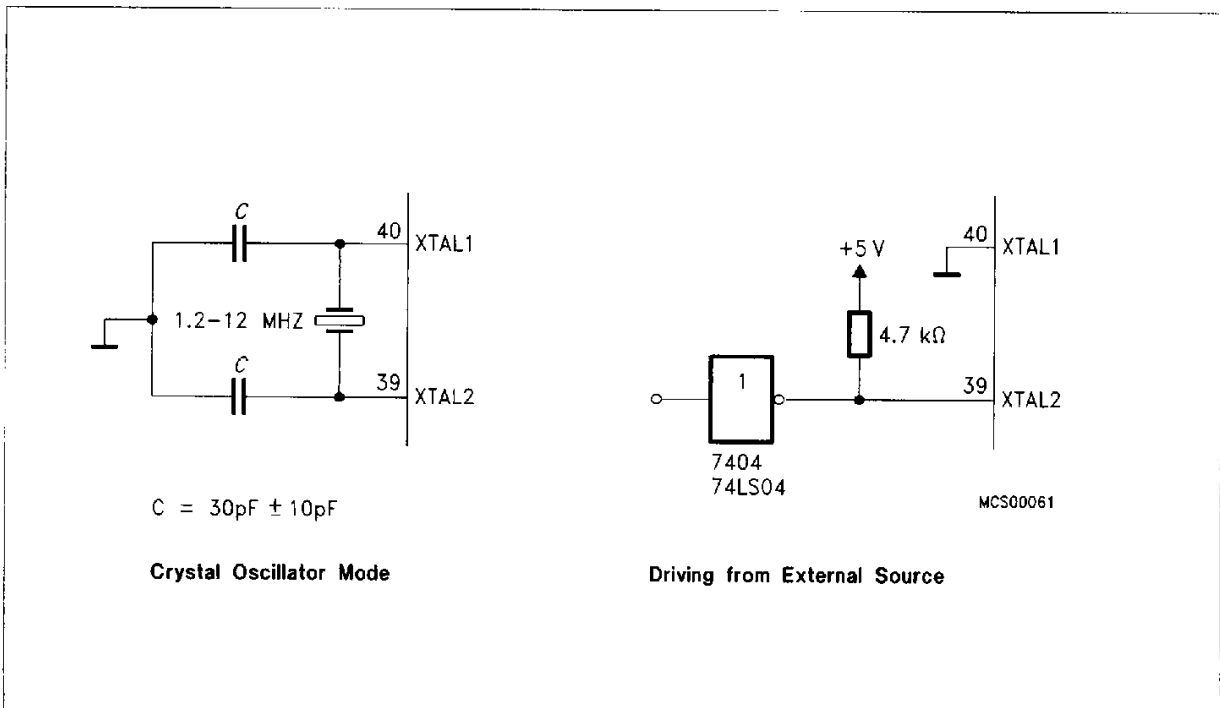 C
40
XTAL1
1.2–12 MHZ
C
39
XTAL2
C = 30pF ± 10pF
Crystal Oscillator Mode
+5 V
40
XTAL1
4.7 kΩ
1
39
XTAL2
7404
74LS04
MCS00061
Driving from External Source